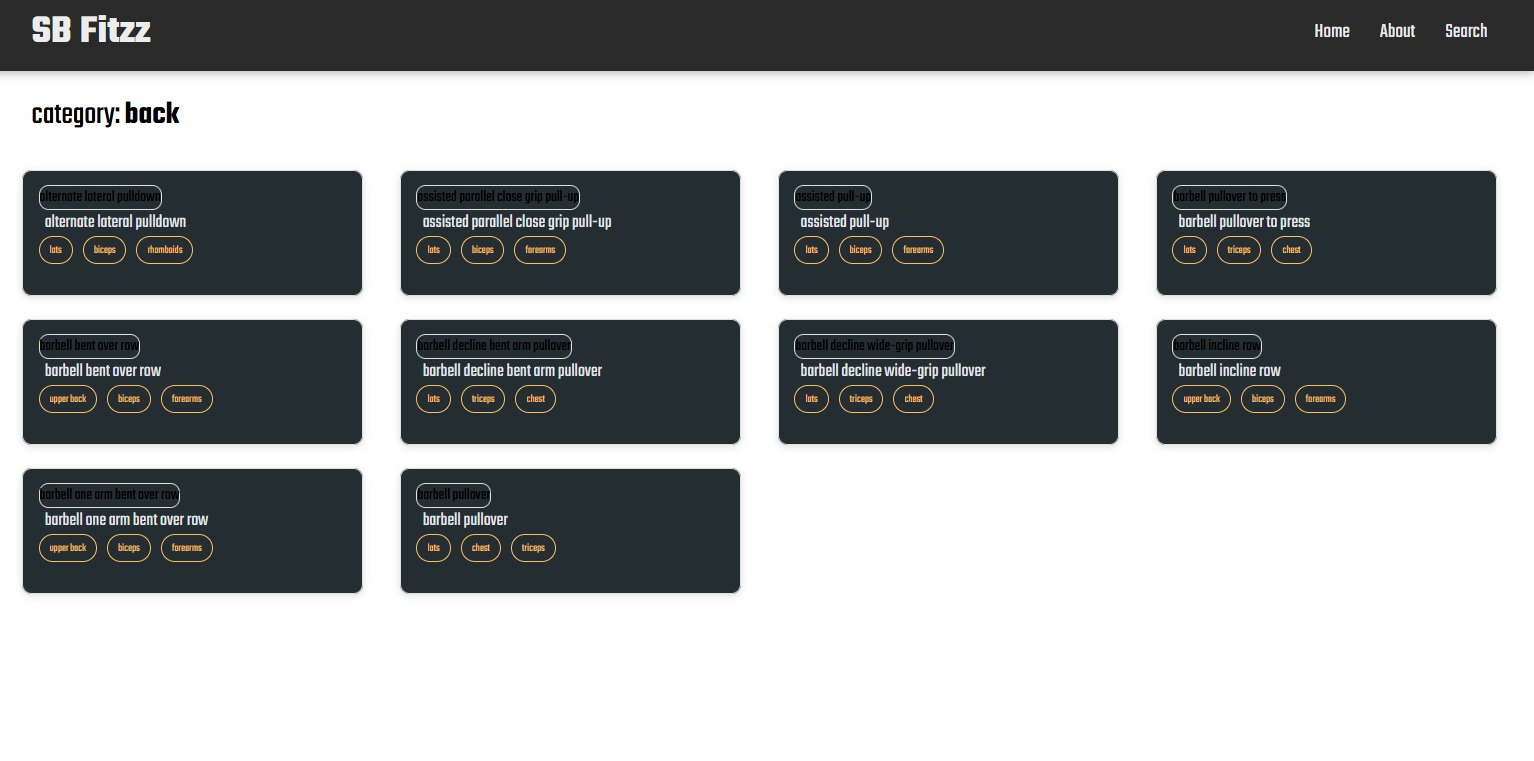 SB Fitzz
Home About Search
category: back
alternate lateral pulldown
alternate lateral pulldown
lats biceps rhomboids
assisted parallel close grip pull-up
assisted parallel close grip pull-up
lats biceps forearms
assisted pull-up
assisted pull-up
lats biceps forearms
barbell pullover to press
barbell pullover to press
lats triceps chest
barbell bent over row
barbell bent over row
upper back biceps forearms
barbell decline bent arm pullover
barbell decline bent arm pullover
lats triceps chest
barbell decline wide-grip pullover
barbell decline wide-grip pullover
lats triceps chest
barbell incline row
barbell incline row
upper back biceps forearms
barbell one arm bent over row
barbell one arm bent over row
upper back biceps forearms
barbell pullover
barbell pullover
lats chest triceps